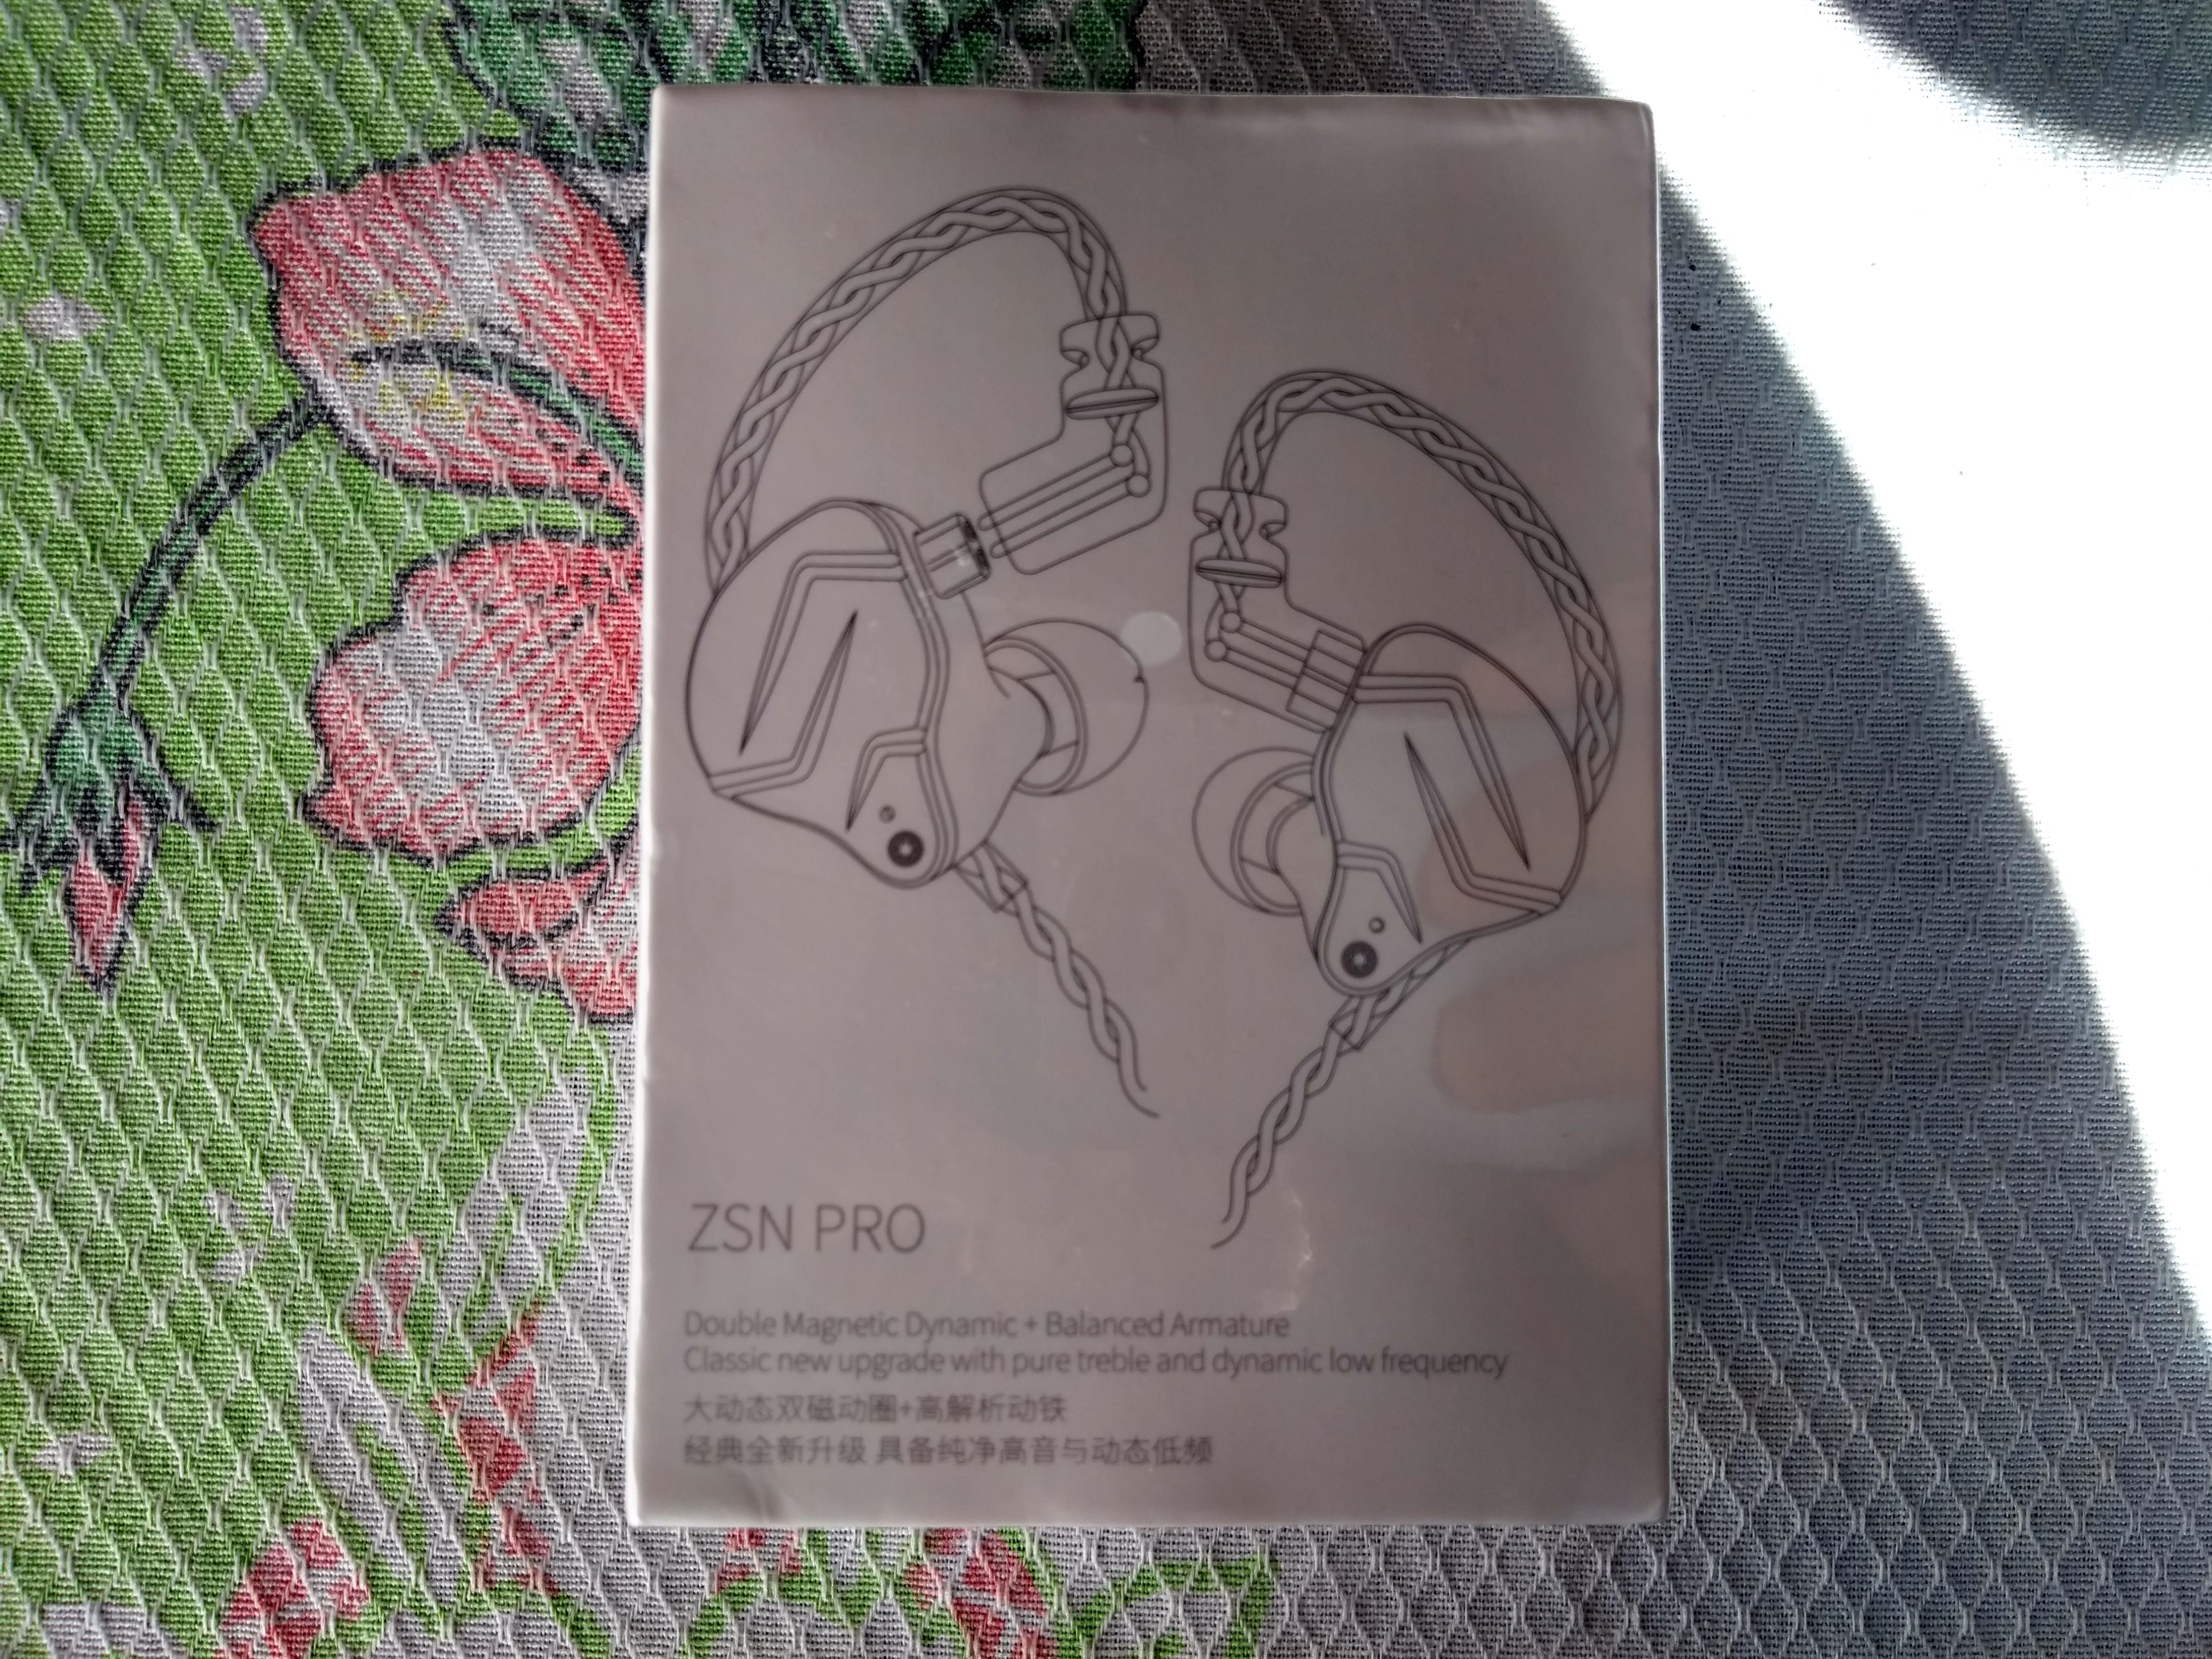 ZSN PRO
Double Magnetic Dynamic + Balanced Armature
Classic new upgrade with pure treble and dynamic low frequency
大动态双磁动圈+高解析动铁
经典全新升级 具备纯净高音与动态低频